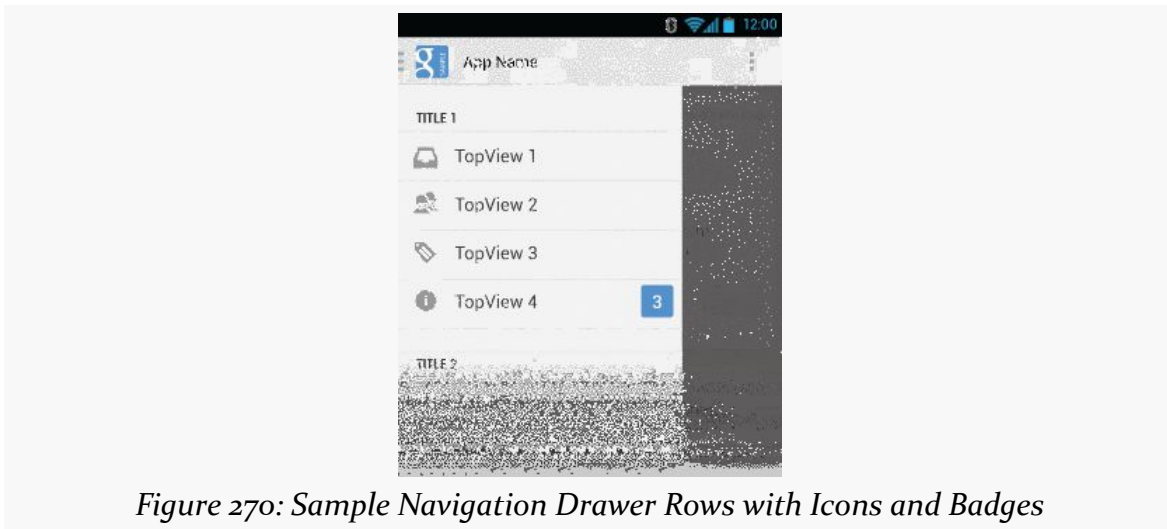 12:00
g
App Name
TITLE 1
TopView 1
TopView 2
TopView 3
TopView 4 3
TITLE 2
Figure 270: Sample Navigation Drawer Rows with Icons and Badges